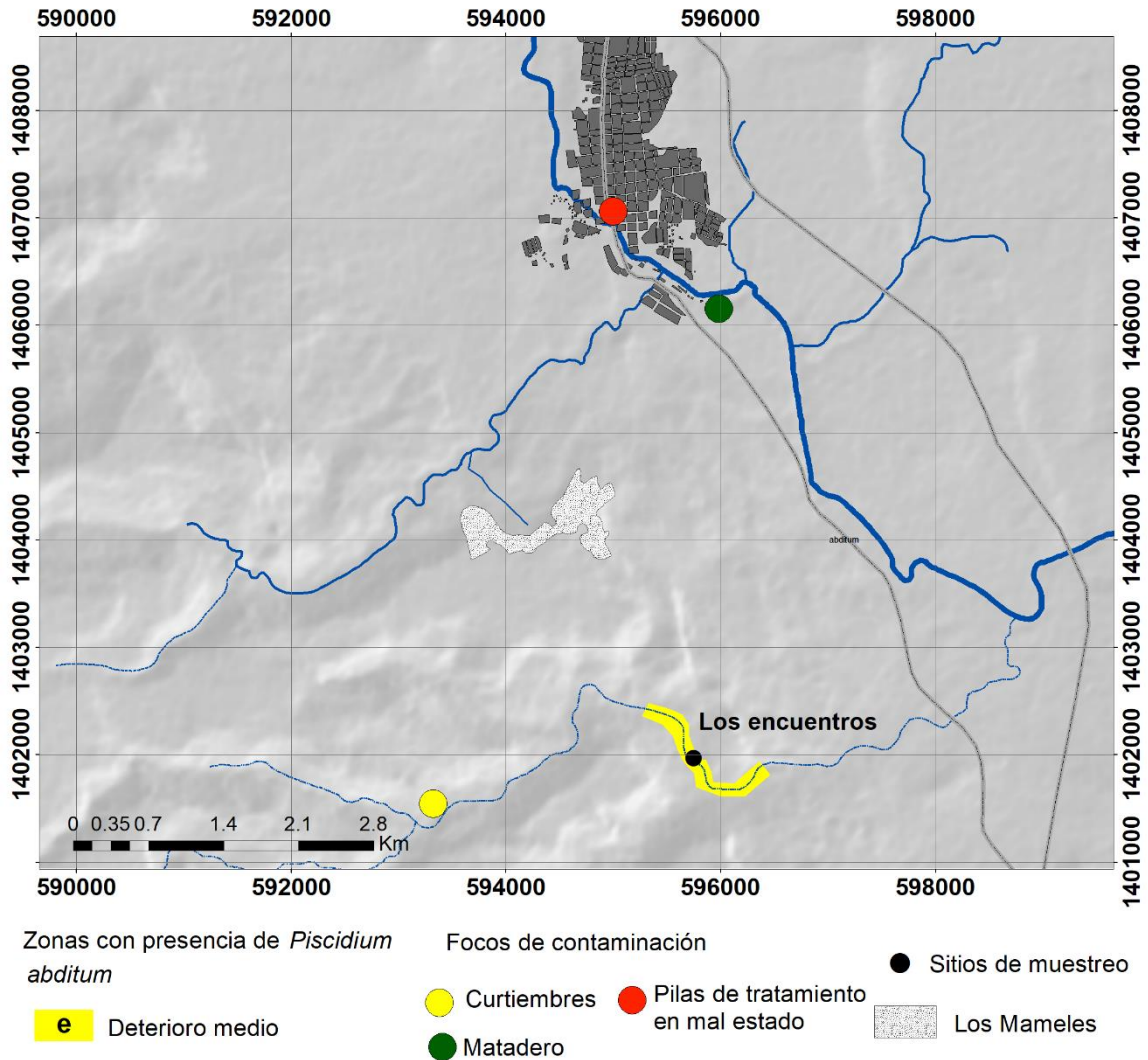 590000 592000 594000 596000 598000
1408000
1407000
1406000
1405000
1404000
1403000
1402000
1401000
1408000
1407000
1406000
1405000
1404000
1403000
1402000
1401000
abditum
Los encuentros
0 0.35 0.7 1.4 2.1 2.8
Km
590000 592000 594000 596000 598000
Zonas con presencia de Piscidium
abditum
e Deterioro medio
Focos de contaminación
Curtiembres
Matadero
Pilas de tratamiento
en mal estado
Sitios de muestreo
Los Mameles